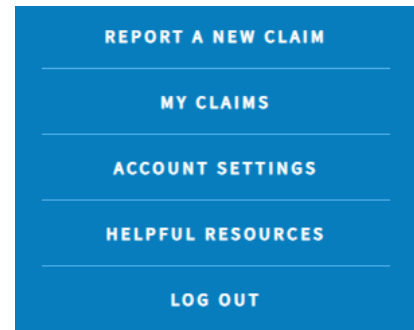 REPORT A NEW CLAIM
MY CLAIMS
ACCOUNT SETTINGS
HELPFUL RESOURCES
LOG OUT